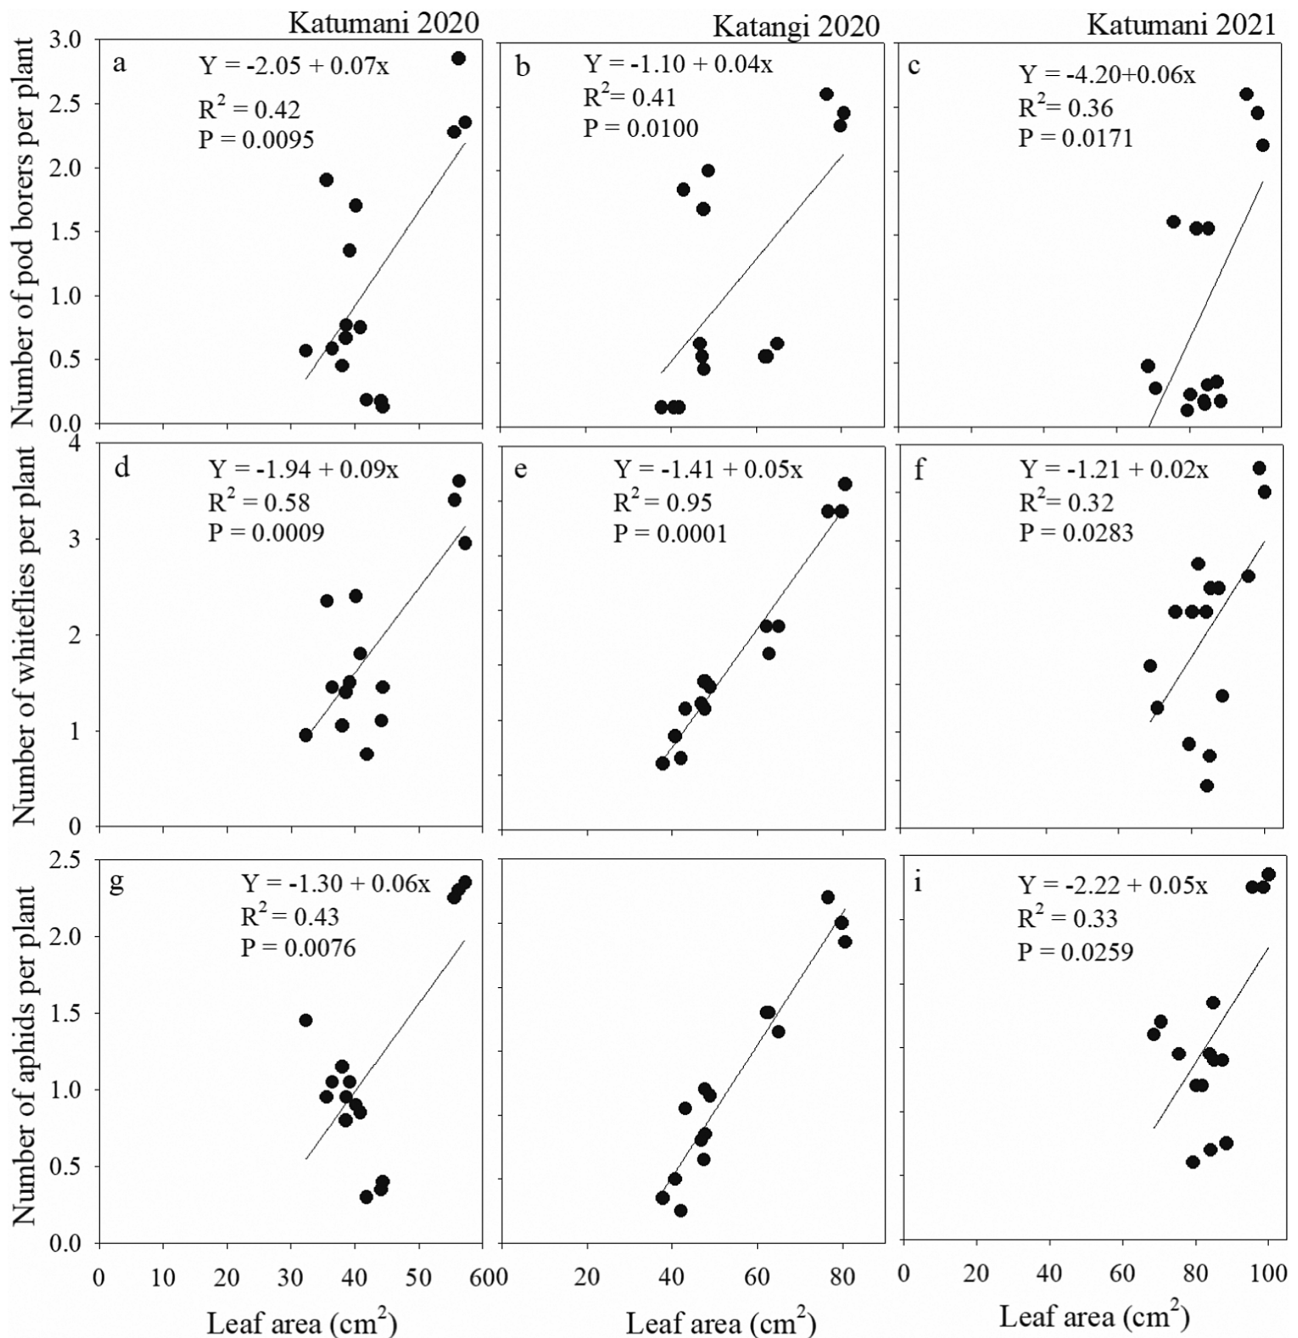 Katumani 2020
Katangi 2020
Katumani 2021
Number of pod borers per plant
3.0
2.5
2.0
1.5
1.0
0.5
0.0
a
Y = -2.05 + 0.07x
R² = 0.42
P = 0.0095
b
Y = -1.10 + 0.04x
R² = 0.41
P = 0.0100
c
Y = -4.20+0.06x
R² = 0.36
P = 0.0171
Number of whiteflies per plant
4
3
2
1
0
d
Y = -1.94 + 0.09x
R² = 0.58
P = 0.0009
e
Y = -1.41 + 0.05x
R² = 0.95
P = 0.0001
f
Y = -1.21 + 0.02x
R² = 0.32
P = 0.0283
Number of aphids per plant
2.5
2.0
1.5
1.0
0.5
0.0
g
Y = -1.30 + 0.06x
R² = 0.43
P = 0.0076
i
Y = -2.22 + 0.05x
R² = 0.33
P = 0.0259
0 10 20 30 40 50 600 20 40 60 80 0 20 40 60 80 100
Leaf area (cm²)
Leaf area (cm²)
Leaf area (cm²)